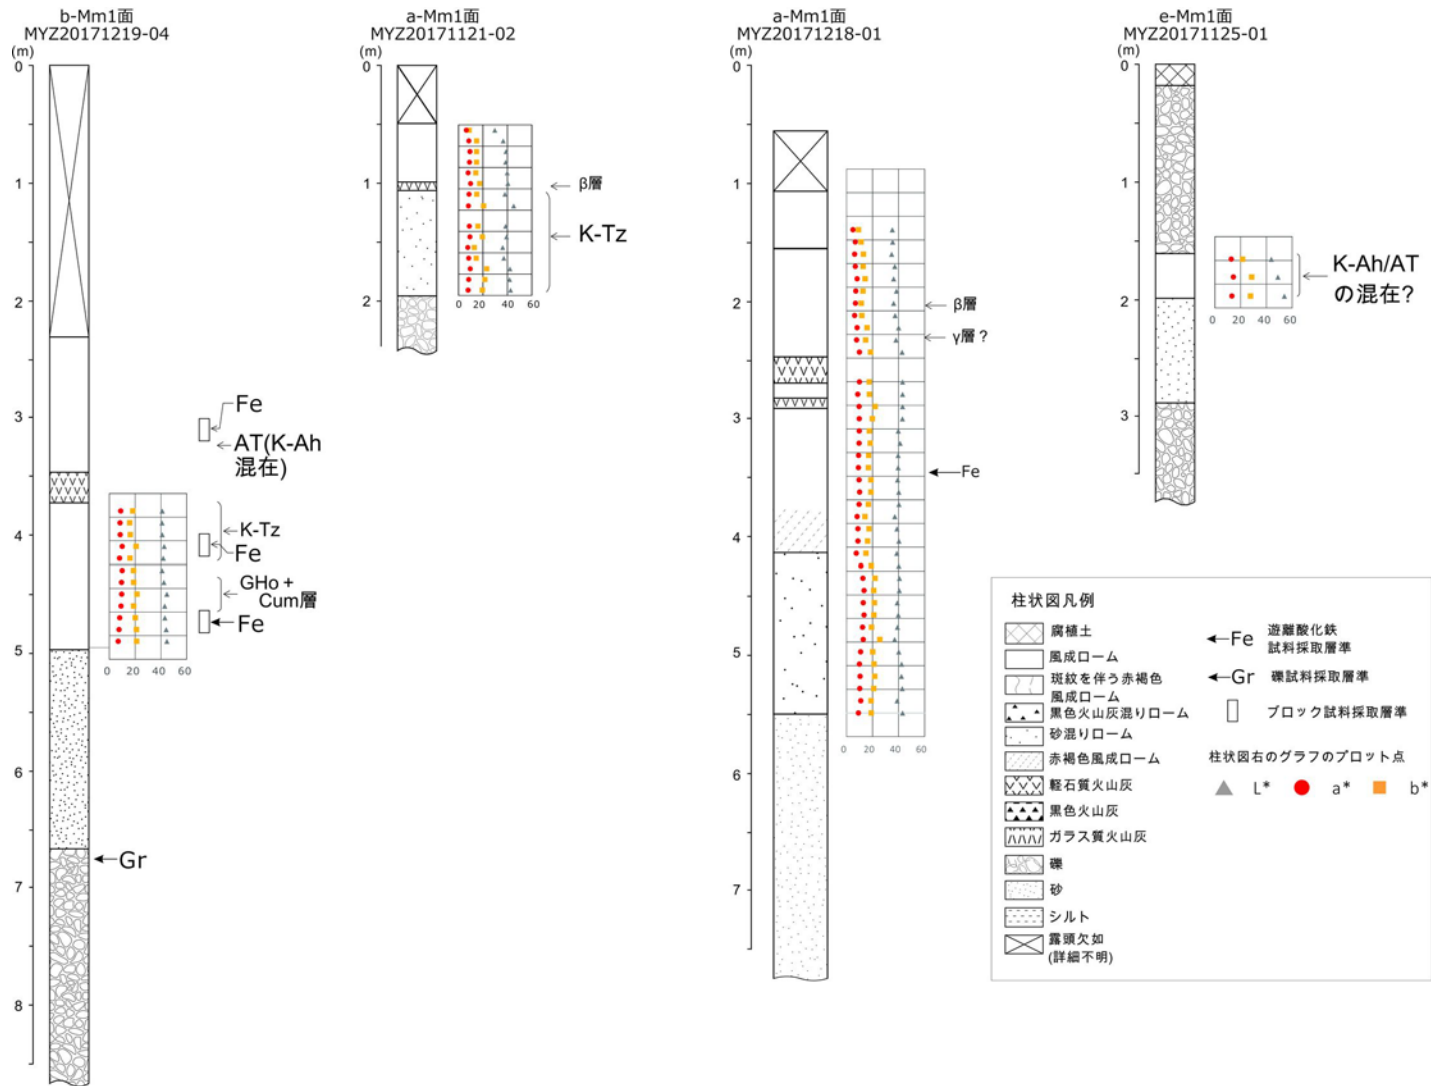 b-Mm1面
MYZ20171219-04
(m)
0
1
2
3
4
5
6
7
8
Fe
AT(K-Ah
混在)
K-Tz
Fe
GHo +
Cum層
Fe
0 20 40 60
Gr
a-Mm1面
MYZ20171121-02
(m)
0
1
2
β層
K-Tz
0 20 40 60
a-Mm1面
MYZ20171218-01
(m)
0
1
2
3
4
5
6
7
β層
γ層？
Fe
0 20 40 60
e-Mm1面
MYZ20171125-01
(m)
0
1
2
3
K-Ah/AT
の混在?
0 20 40 60
柱状図凡例
腐植土
風成ローム
斑紋を伴う赤褐色
風成ローム
黒色火山灰混りローム
砂混りローム
赤褐色風成ローム
軽石質火山灰
黒色火山灰
ガラス質火山灰
礫
砂
シルト
露頭欠如
(詳細不明)
Fe 遊離酸化鉄
試料採取層準
Gr 礫試料採取層準
ブロック試料採取層準
柱状図右のグラフのプロット点
L* a* b*